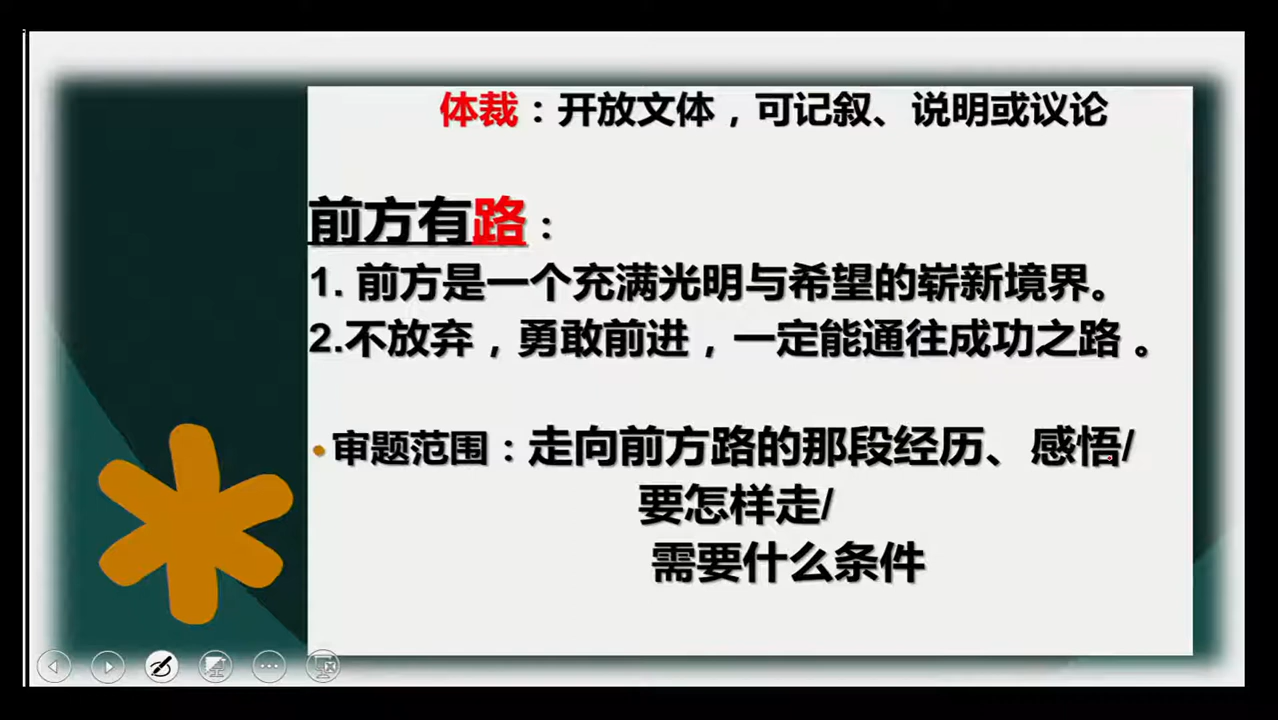 体裁：开放文体，可记叙、说明或议论
前方有路：
1. 前方是一个充满光明与希望的崭新境界。
2.不放弃，勇敢前进，一定能通往成功之路 。
•审题范围：走向前方路的那段经历、感悟/
要怎样走/
需要什么条件